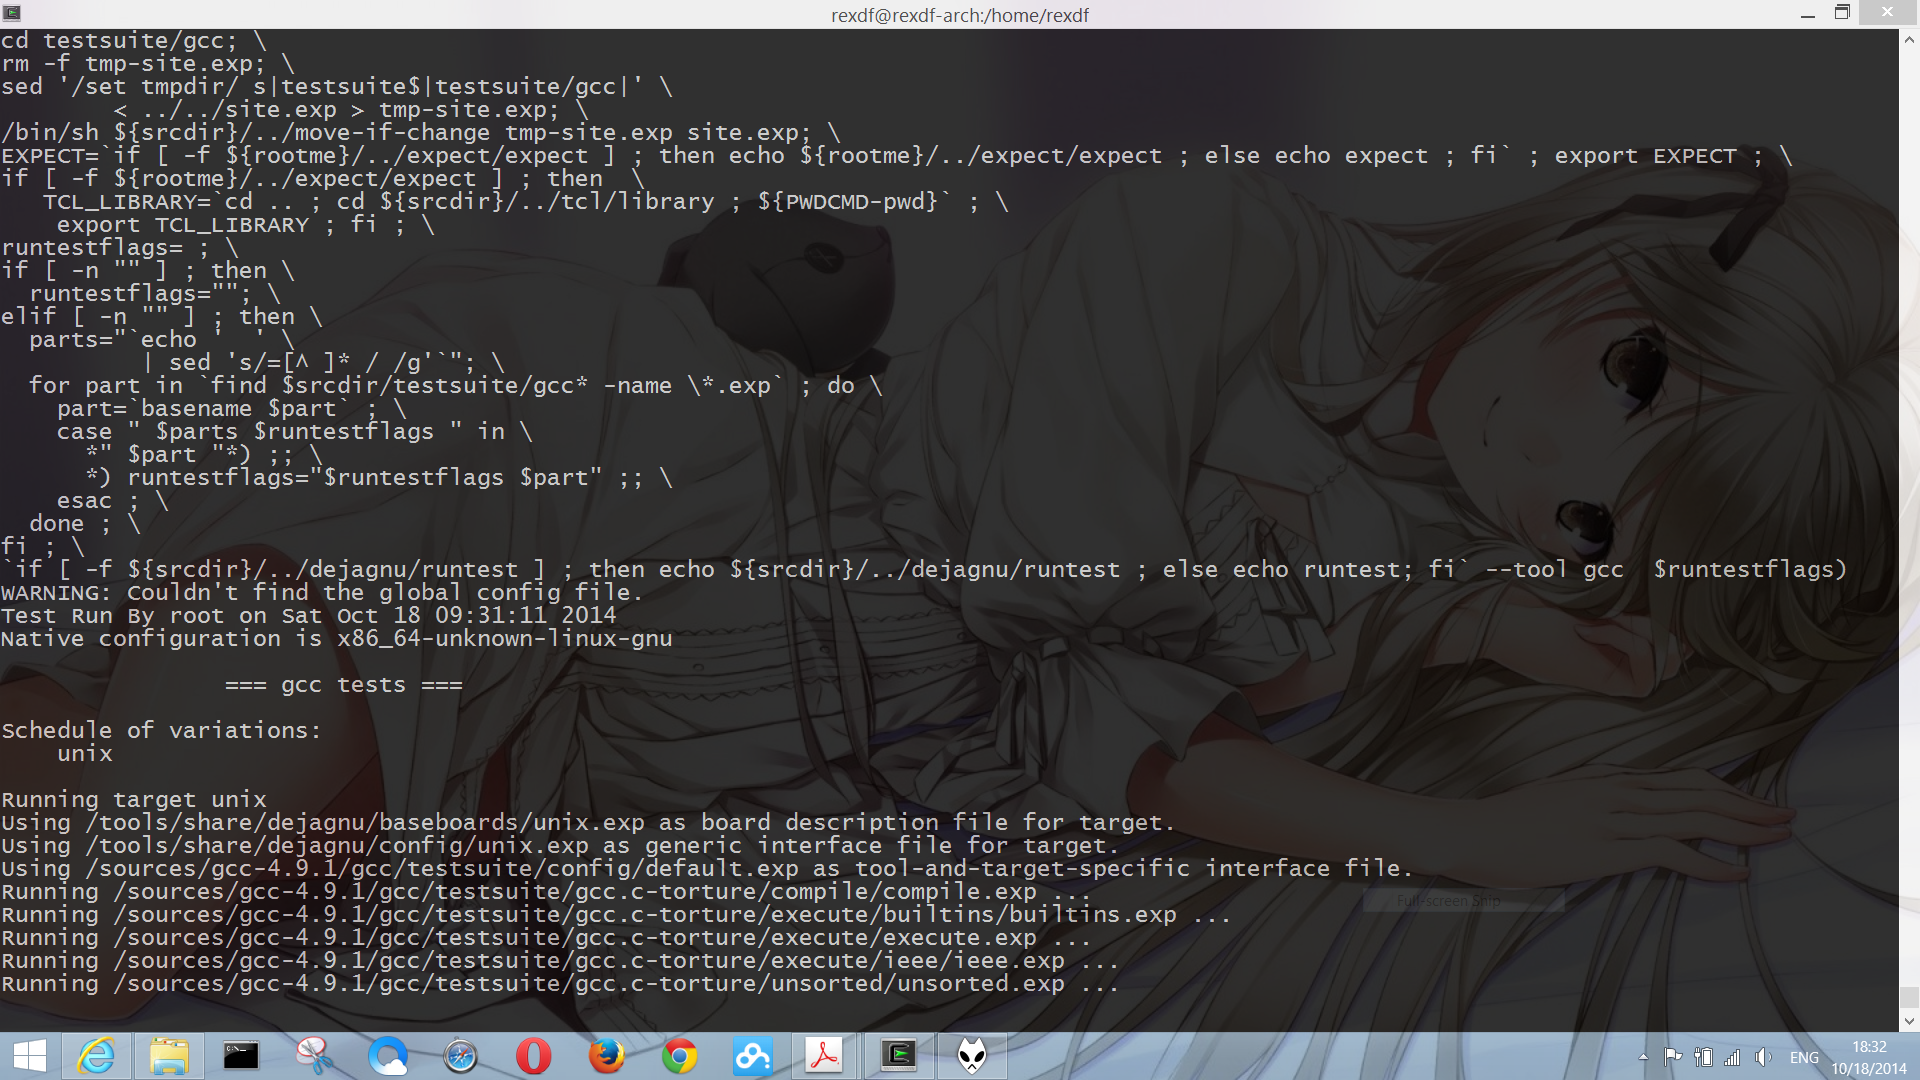 rexdf@rexdf-arch:/home/rexdf
cd testsuite/gcc; \
rm -f tmp-site.exp; \
sed '/set tmpdir/ s|testsuite$|testsuite/gcc|' \
        < ../../site.exp > tmp-site.exp; \
/bin/sh ${srcdir}/../move-if-change tmp-site.exp site.exp; \
EXPECT=`if [ -f ${rootme}/../expect/expect ] ; then echo ${rootme}/../expect/expect ; else echo expect ; fi` ; export EXPECT ; \
if [ -f ${rootme}/../expect/expect ] ; then  \
   TCL_LIBRARY=`cd .. ; cd ${srcdir}/../tcl/library ; ${PWDCMD-pwd}` ; \
    export TCL_LIBRARY ; fi ; \
runtestflags= ; \
if [ -n "" ] ; then \
  runtestflags=""; \
elif [ -n "" ] ; then \
  parts="`echo '  ' \
          | sed 's/=[^ ]* / /g'`"; \
  for part in `find $srcdir/testsuite/gcc* -name \*.exp` ; do \
    part=`basename $part` ; \
    case " $parts $runtestflags " in \
      *" $part "*) ;; \
      *) runtestflags="$runtestflags $part" ;; \
    esac ; \
  done ; \
fi ; \
`if [ -f ${srcdir}/../dejagnu/runtest ] ; then echo ${srcdir}/../dejagnu/runtest ; else echo runtest; fi` --tool gcc  $runtestflags)
WARNING: Couldn't find the global config file.
Test Run By root on Sat Oct 18 09:31:11 2014
Native configuration is x86_64-unknown-linux-gnu
                === gcc tests ===
Schedule of variations:
    unix
Running target unix
Using /tools/share/dejagnu/baseboards/unix.exp as board description file for target.
Using /tools/share/dejagnu/config/unix.exp as generic interface file for target.
Using /sources/gcc-4.9.1/gcc/testsuite/config/default.exp as tool-and-target-specific interface file.
Running /sources/gcc-4.9.1/gcc/testsuite/gcc.c-torture/compile/compile.exp ...
Running /sources/gcc-4.9.1/gcc/testsuite/gcc.c-torture/execute/builtins/builtins.exp ...
Running /sources/gcc-4.9.1/gcc/testsuite/gcc.c-torture/execute/execute.exp ...
Running /sources/gcc-4.9.1/gcc/testsuite/gcc.c-torture/execute/ieee/ieee.exp ...
Running /sources/gcc-4.9.1/gcc/testsuite/gcc.c-torture/unsorted/unsorted.exp ...
Full-screen Snip
ENG
18:32
10/18/2014